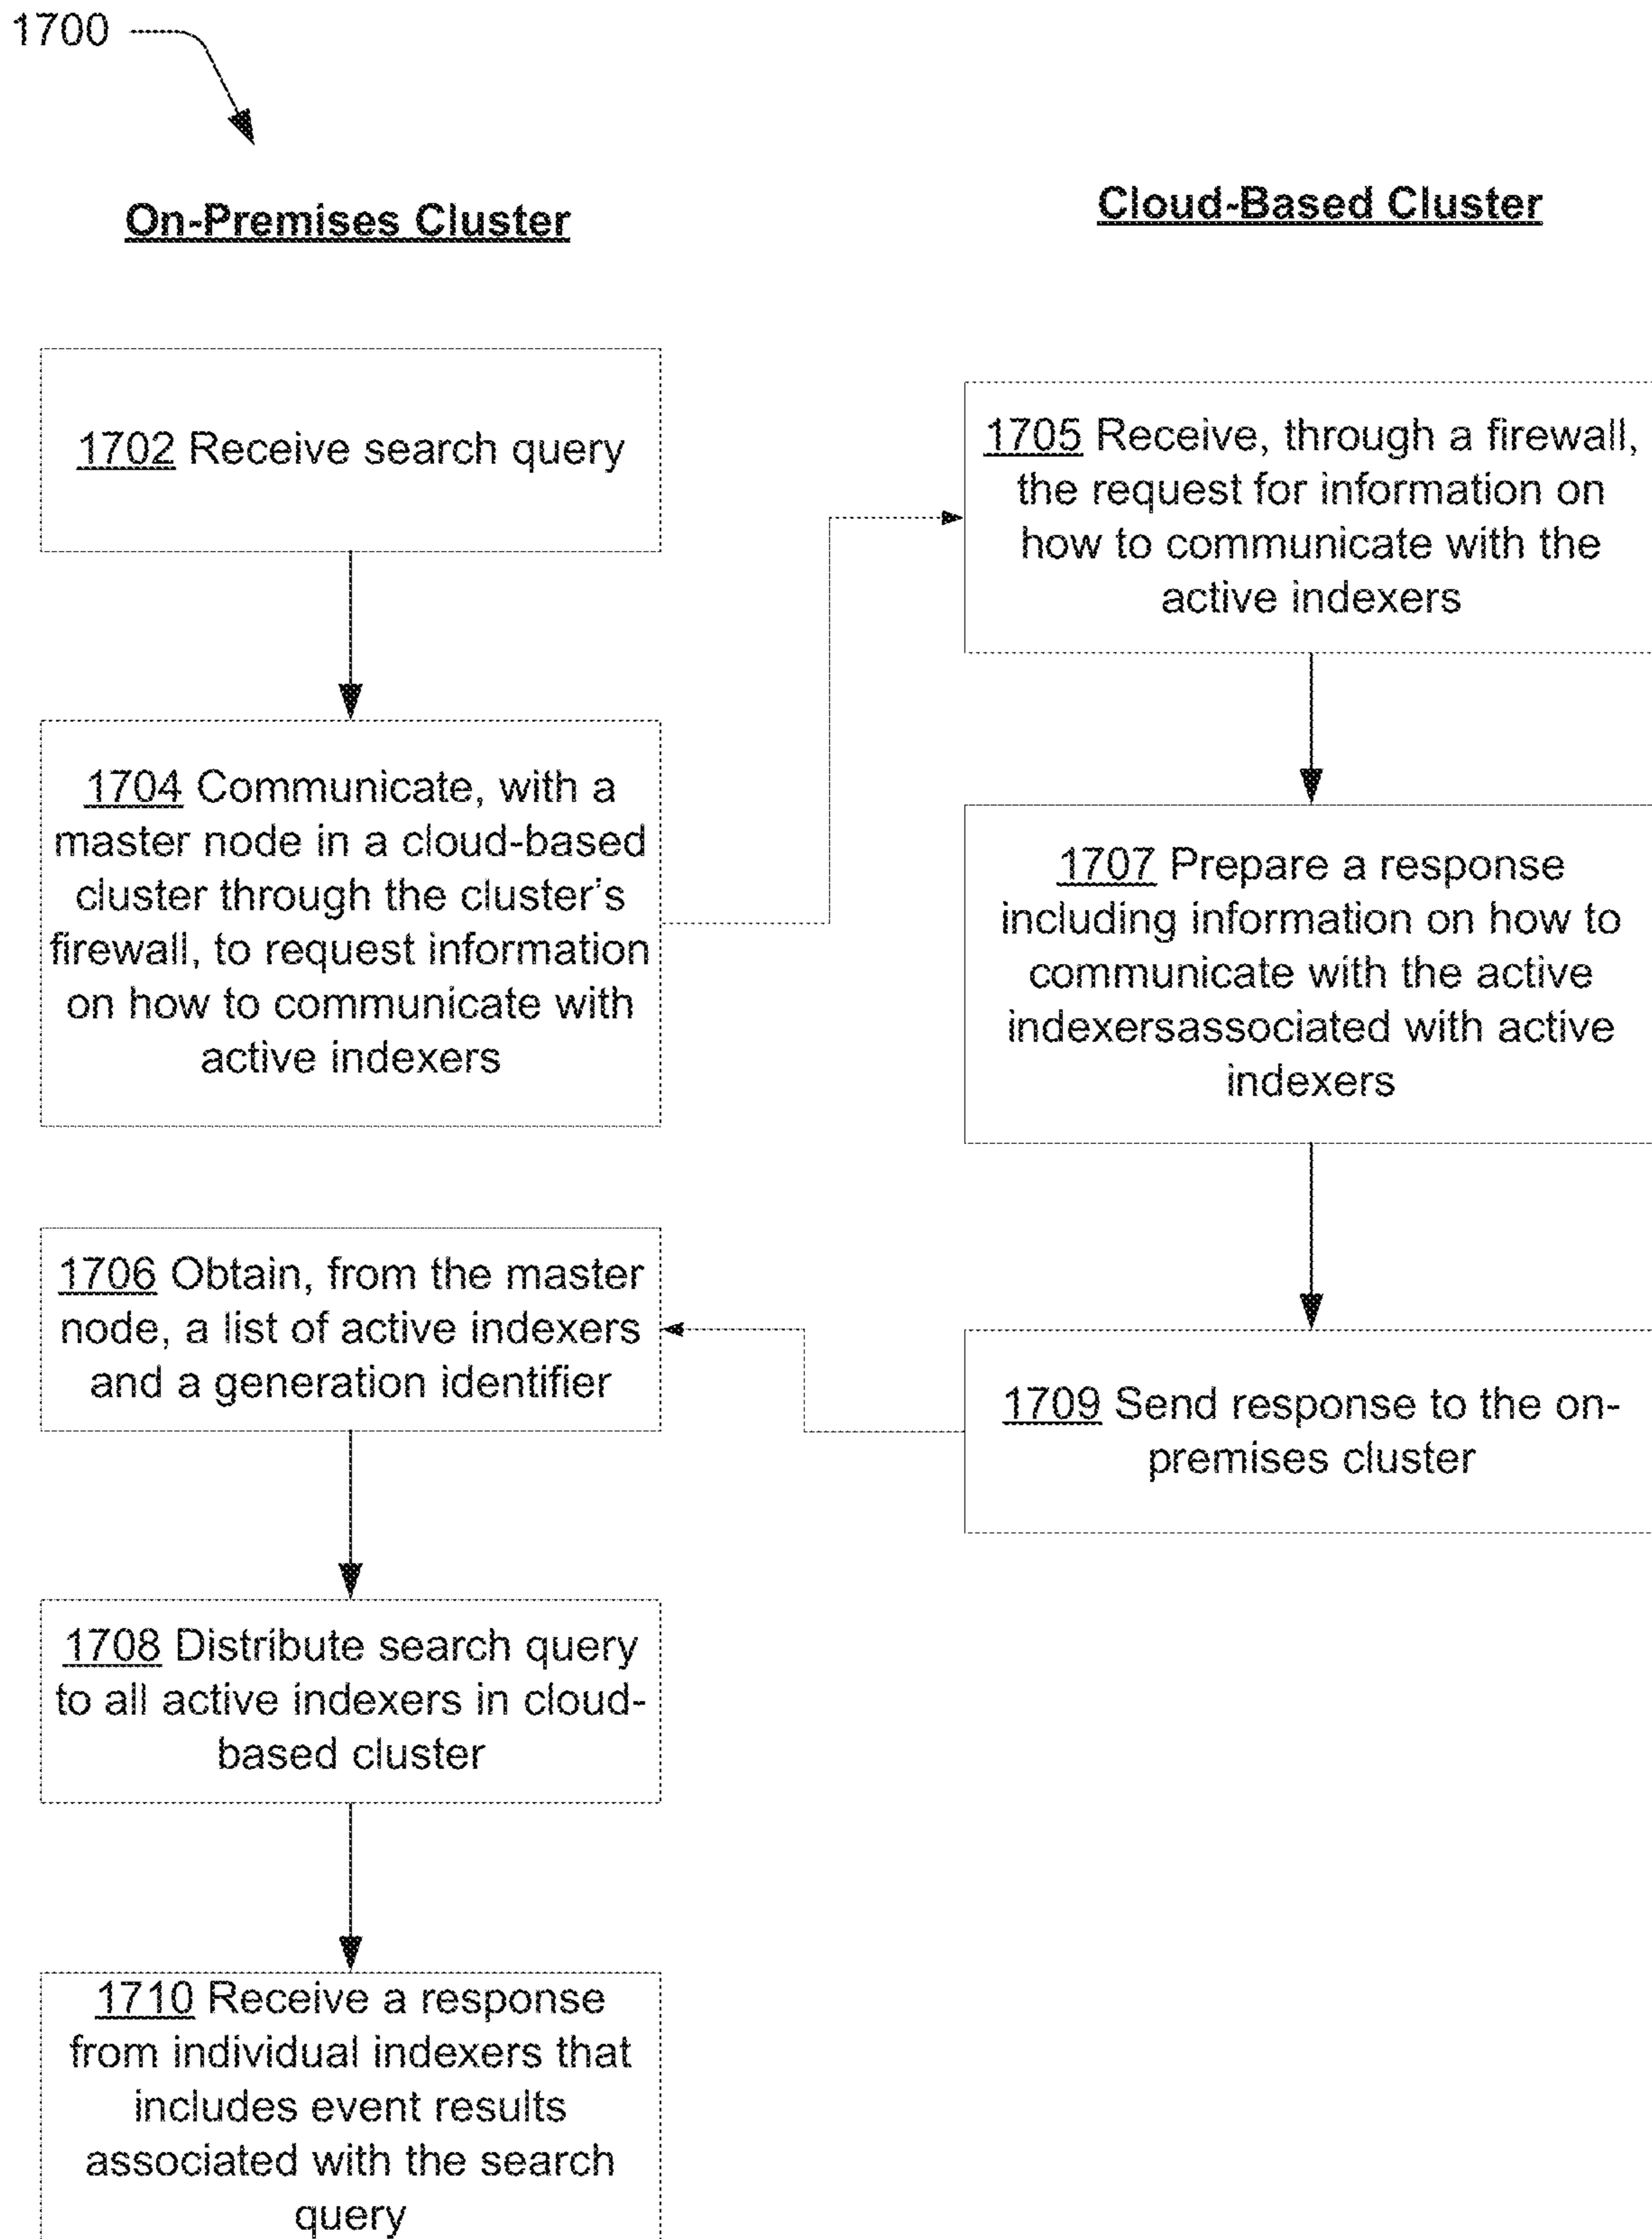 1700
On-Premises Cluster
Cloud-Based Cluster
1702 Receive search query
1704 Communicate, with a
master node in a cloud-based
cluster through the cluster's
firewall, to request information
on how to communicate with
active indexers
1705 Receive, through a firewall,
the request for information on
how to communicate with the
active indexers
1707 Prepare a response
including information on how to
communicate with the active
indexersassociated with active
indexers
1709 Send response to the on-
premises cluster
1706 Obtain, from the master
node, a list of active indexers
and a generation identifier
1708 Distribute search query
to all active indexers in cloud-
based cluster
1710 Receive a response
from individual indexers that
includes event results
associated with the search
query